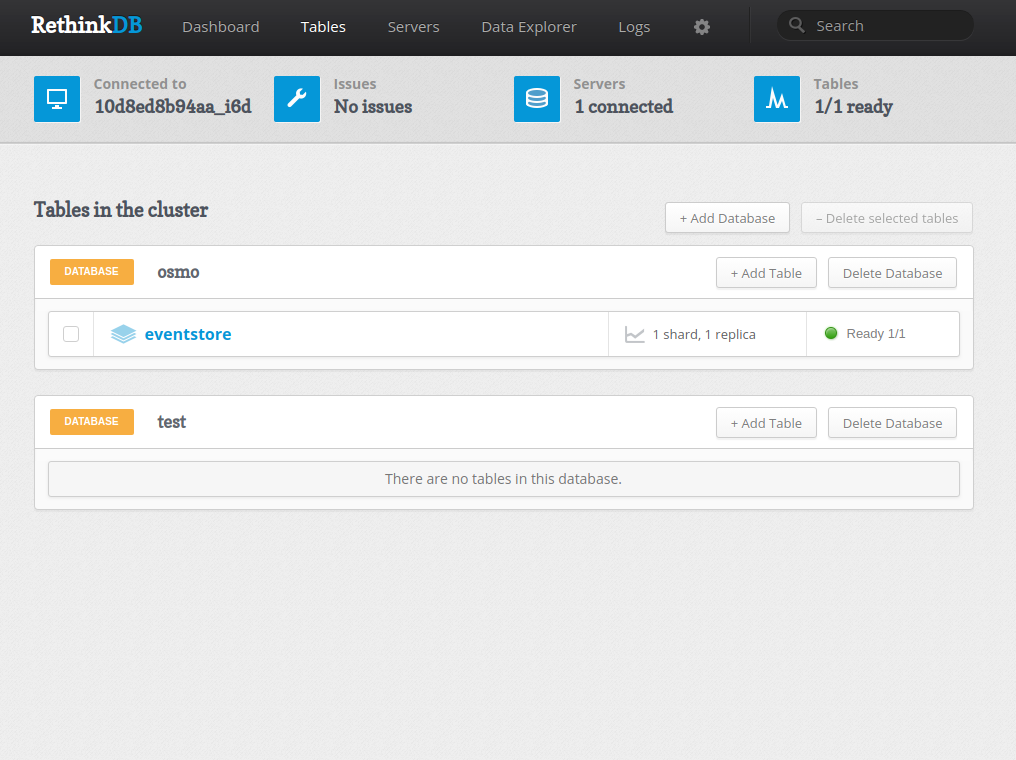 RethinkDB Dashboard Tables Servers Data Explorer Logs Search
Connected to
10d8ed8b94aa_i6d
Issues
No issues
Servers
1 connected
Tables
1/1 ready
Tables in the cluster
+ Add Database
– Delete selected tables
DATABASE osmo
+ Add Table
Delete Database
eventstore
1 shard, 1 replica
Ready 1/1
DATABASE test
+ Add Table
Delete Database
There are no tables in this database.